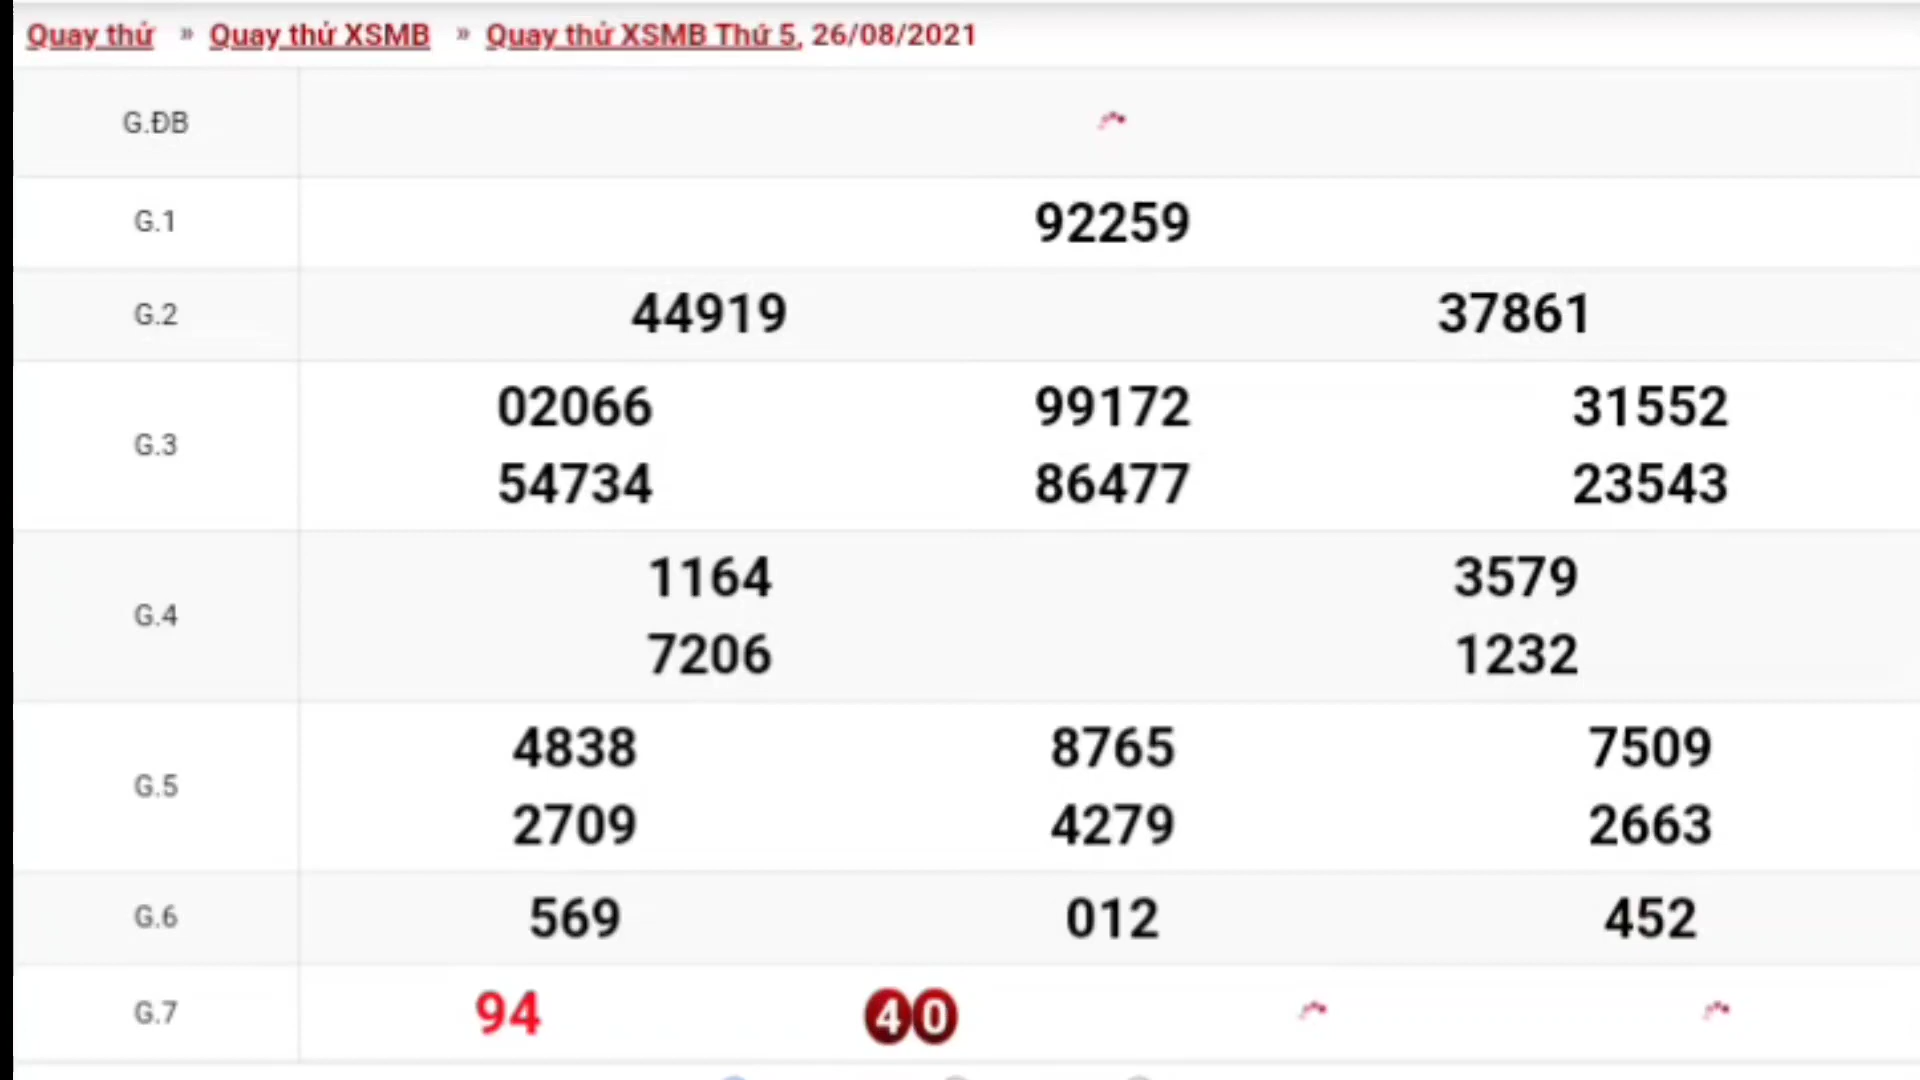 Quay thử » Quay thử XSMB » Quay thử XSMB Thứ 5, 26/08/2021
G.ĐB
G.1 92259
G.2 44919 37861
G.3 02066 99172 31552
54734 86477 23543
G.4 1164 3579
7206 1232
G.5 4838 8765 7509
2709 4279 2663
G.6 569 012 452
G.7 94 40